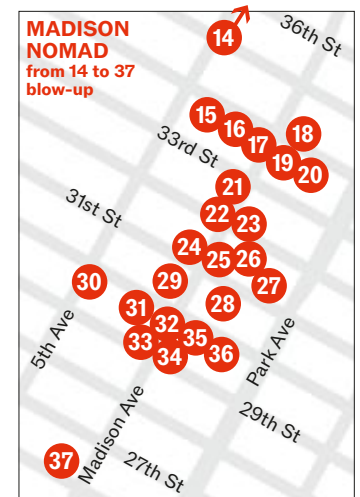 MADISON
NOMAD
from 14 to 37
blow-up
14
36th St
15
16
17
18
33rd St
19
20
21
22
23
31st St
24
25
26
27
30
29
28
31
32
33
35
34
36
5th Ave
Park Ave
Madison Ave
29th St
37
27th St